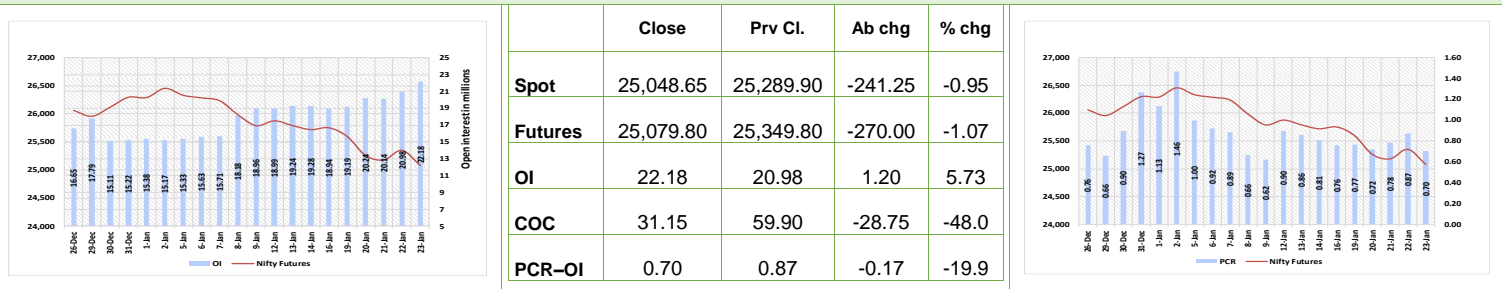 27,000
26,500
26,000
25,500
25,000
24,500
24,000
25
23
21
19
17
15
13
11
9
7
5
Open interest in millions
16.65 17.79 15.11 15.22 15.38 15.17 15.33 15.63 15.71 18.18 18.96 18.99 19.24 19.28 18.94 19.19 20.24 20.14 20.98 22.18
26-Dec 29-Dec 30-Dec 31-Dec 1-Jan 2-Jan 5-Jan 6-Jan 7-Jan 8-Jan 9-Jan 12-Jan 13-Jan 14-Jan 16-Jan 19-Jan 20-Jan 21-Jan 22-Jan 23-Jan
OI Nifty Futures
Close Prv Cl. Ab chg % chg
Spot 25,048.65 25,289.90 -241.25 -0.95
Futures 25,079.80 25,349.80 -270.00 -1.07
OI 22.18 20.98 1.20 5.73
COC 31.15 59.90 -28.75 -48.0
PCR–OI 0.70 0.87 -0.17 -19.9
27,000
26,500
26,000
25,500
25,000
24,500
24,000
1.60
1.40
1.20
1.00
0.80
0.60
0.40
0.20
0.00
0.76 0.66 0.90 1.27 1.13 1.46 1.00 0.92 0.89 0.66 0.62 0.90 0.86 0.81 0.76 0.77 0.72 0.78 0.87 0.70
26-Dec 29-Dec 30-Dec 31-Dec 1-Jan 2-Jan 5-Jan 6-Jan 7-Jan 8-Jan 9-Jan 12-Jan 13-Jan 14-Jan 16-Jan 19-Jan 20-Jan 21-Jan 22-Jan 23-Jan
PCR Nifty Futures